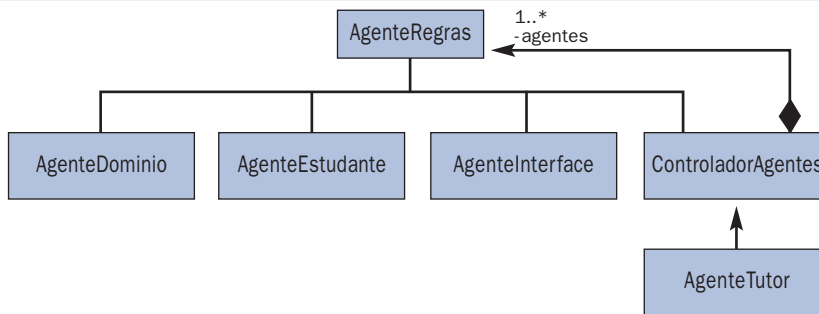 AgenteRegras
1..*
-agentes
AgenteDominio
AgenteEstudante
AgenteInterface
ControladorAgentes
AgenteTutor